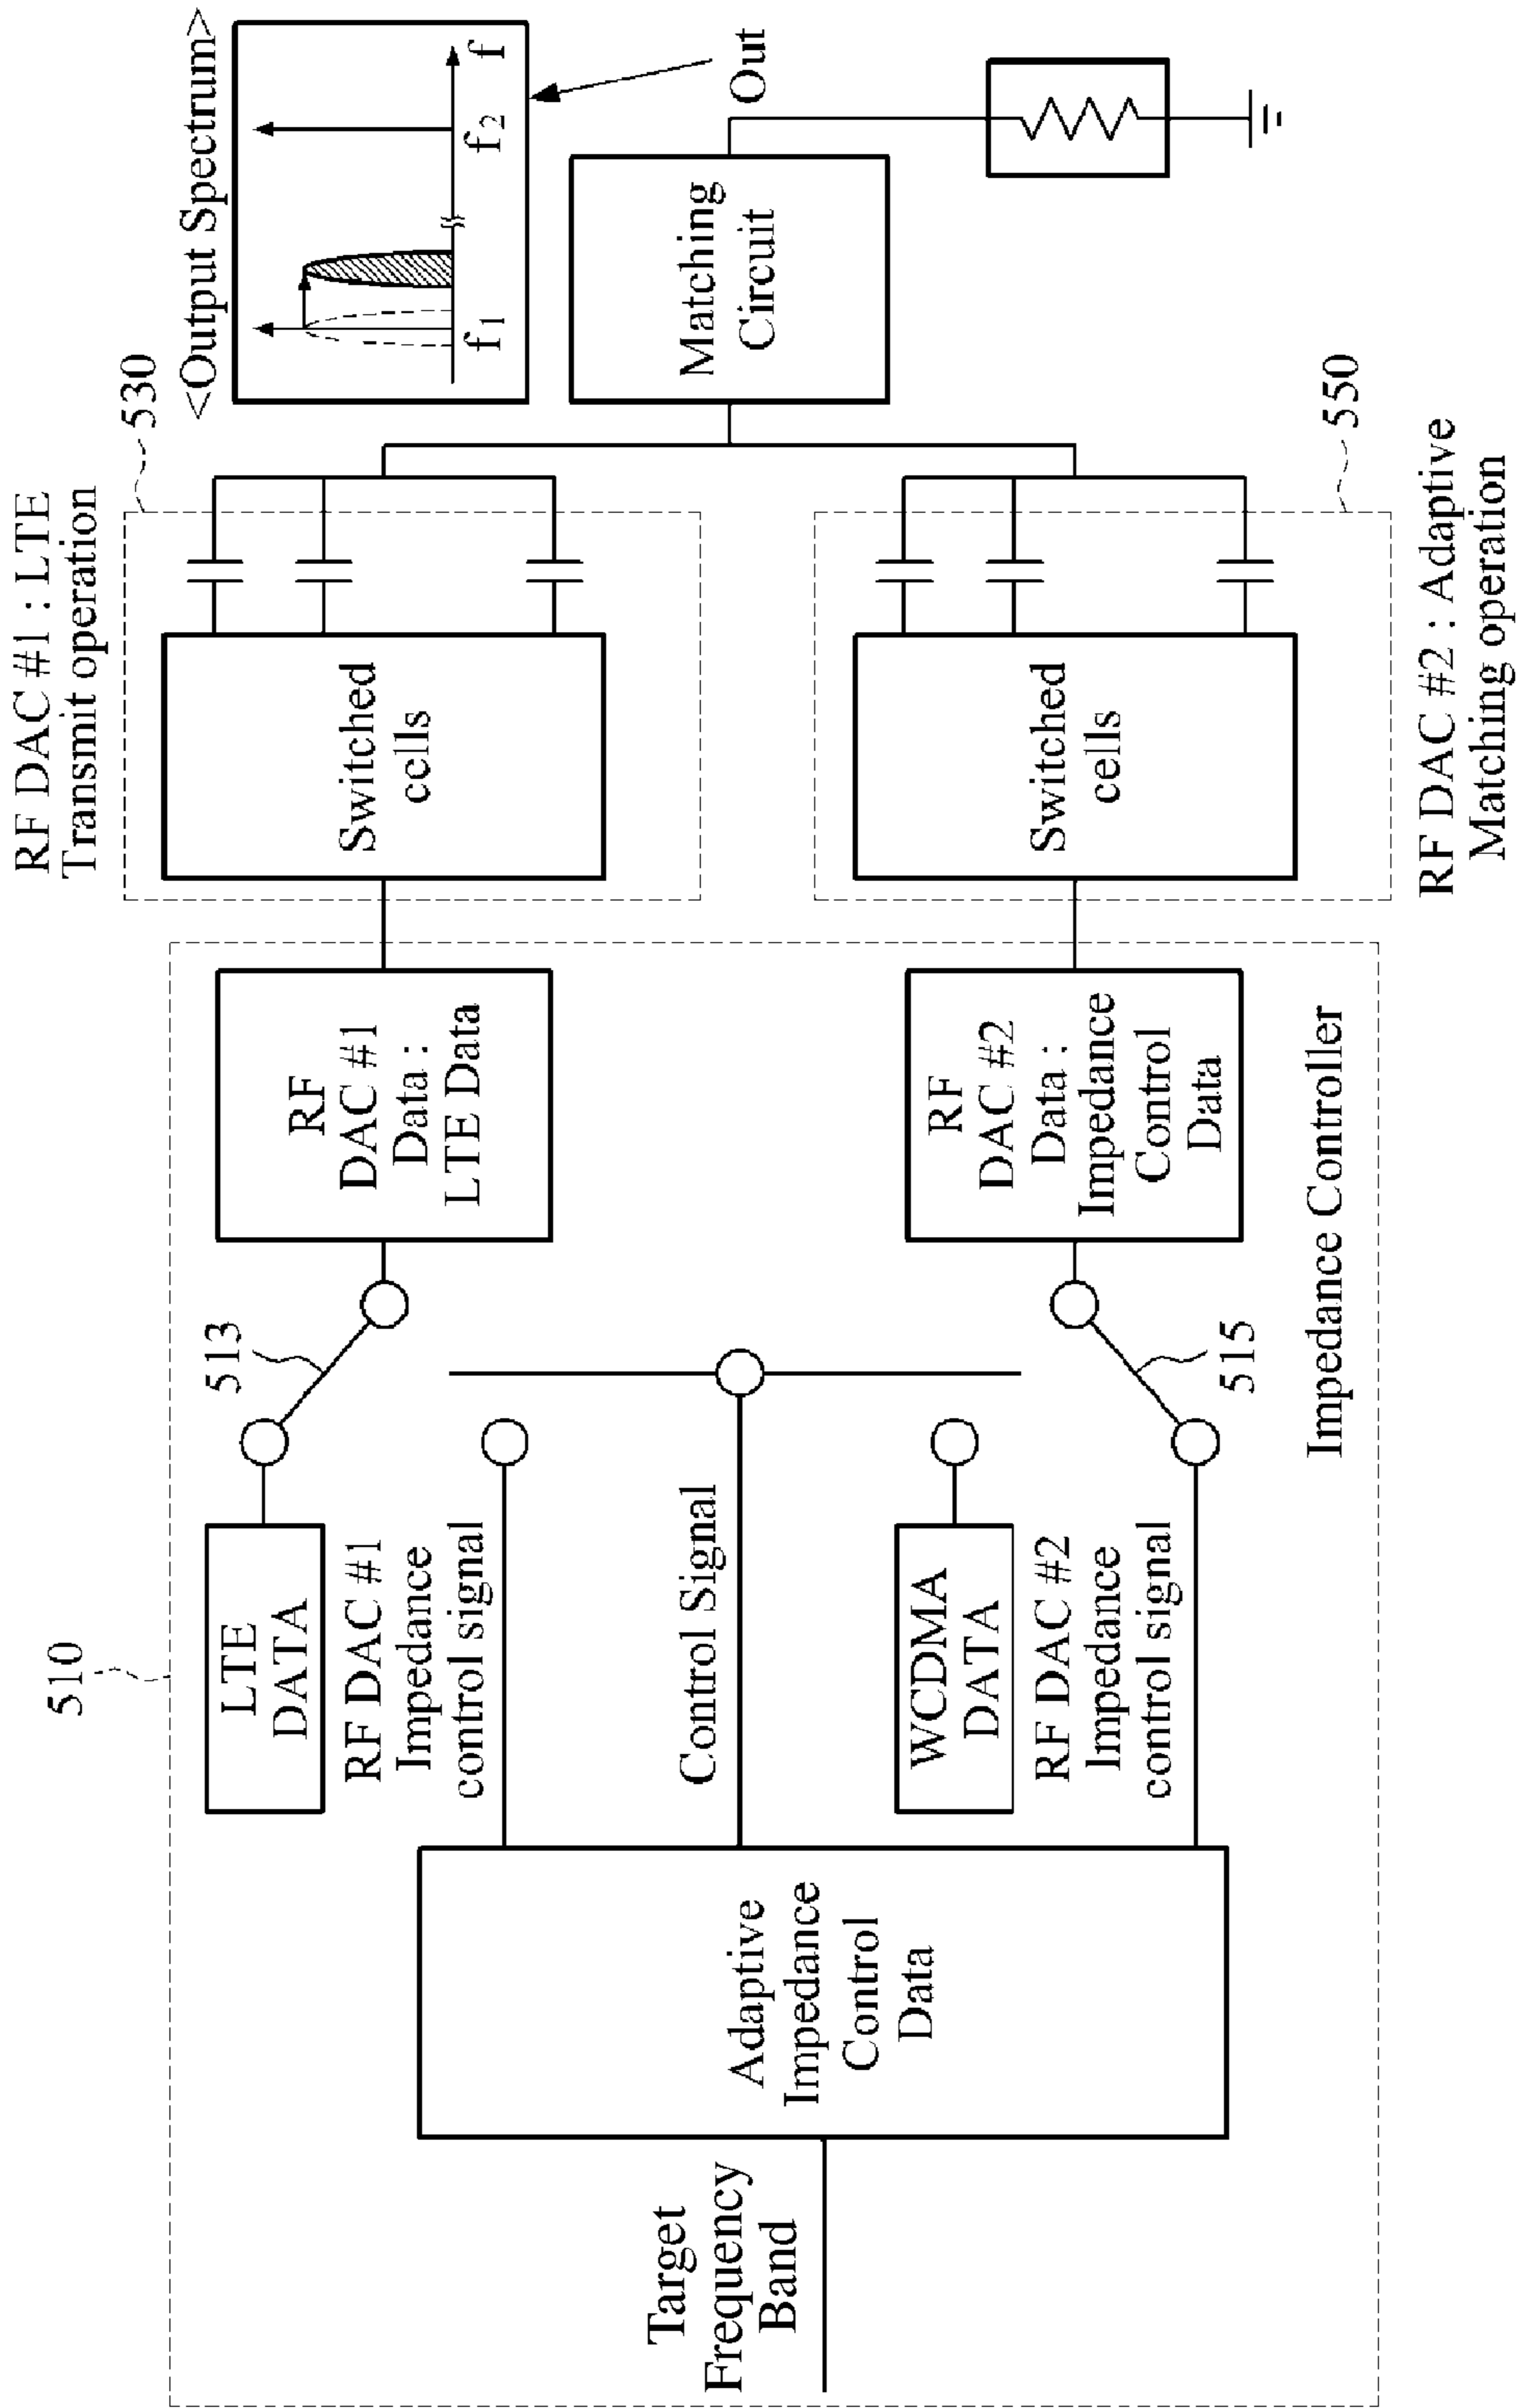 510
Target
Frequency
Band
Adaptive
Impedance
Control
Data
LTE
DATA
RF DAC #1
Impedance
control signal
Control Signal
WCDMA
DATA
RF DAC #2
Impedance
control signal
513
515
Impedance Controller
RF
DAC #1
Data :
LTE Data
RF
DAC #2
Data :
Impedance
Control
Data
RF DAC #1 : LTE
Transmit operation
530
Switched
cells
Switched
cells
550
RF DAC #2 : Adaptive
Matching operation
<Output Spectrum>
f1
f2
f
Out
Matching
Circuit